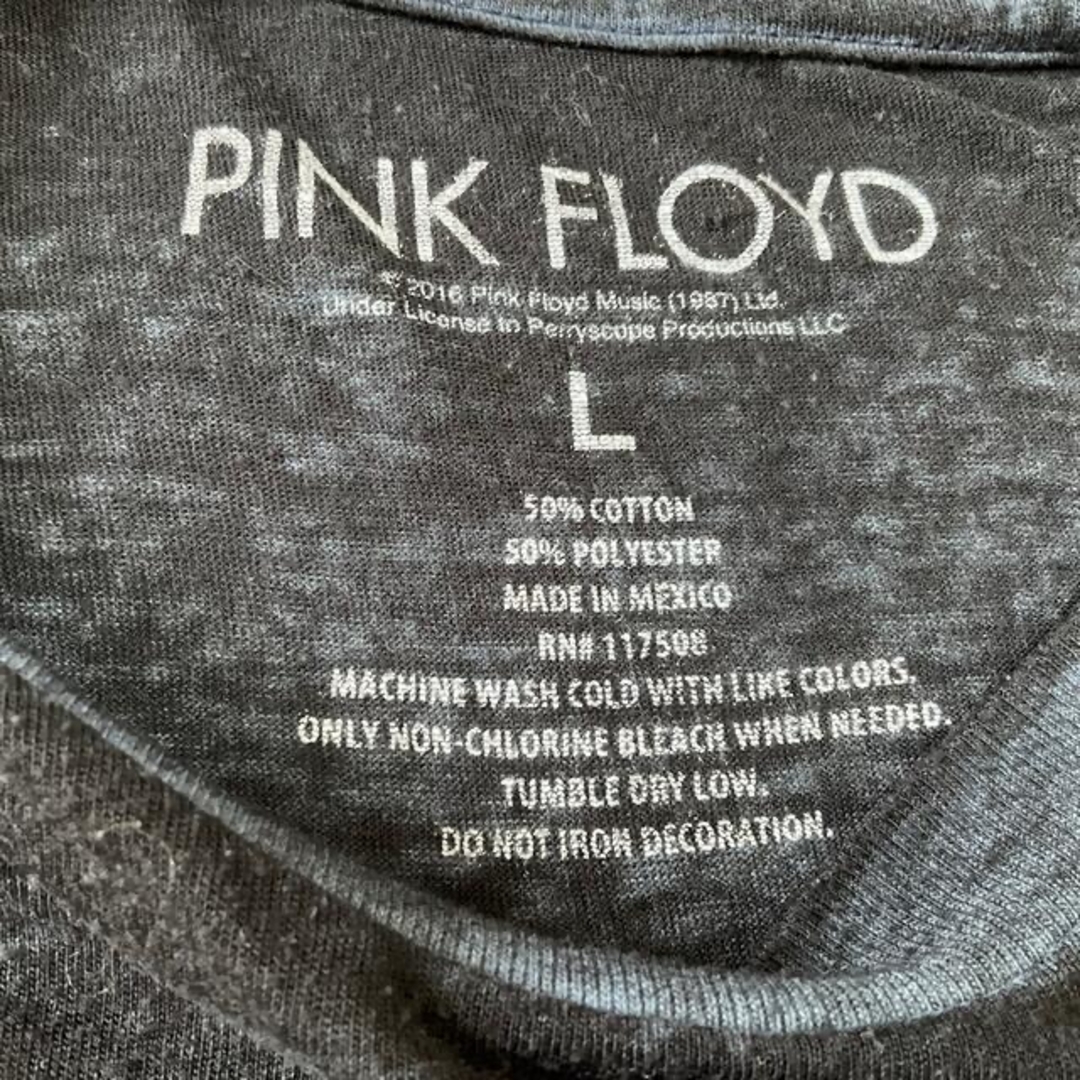 PINK FLOYD
© 2016 Pink Floyd Music (1987) Ltd.
Under License to Perryscope Productions LLC
L
50% COTTON
50% POLYESTER
MADE IN MEXICO
RN# 117508
MACHINE WASH COLD WITH LIKE COLORS.
ONLY NON-CHLORINE BLEACH WHEN NEEDED.
TUMBLE DRY LOW.
DO NOT IRON DECORATION.